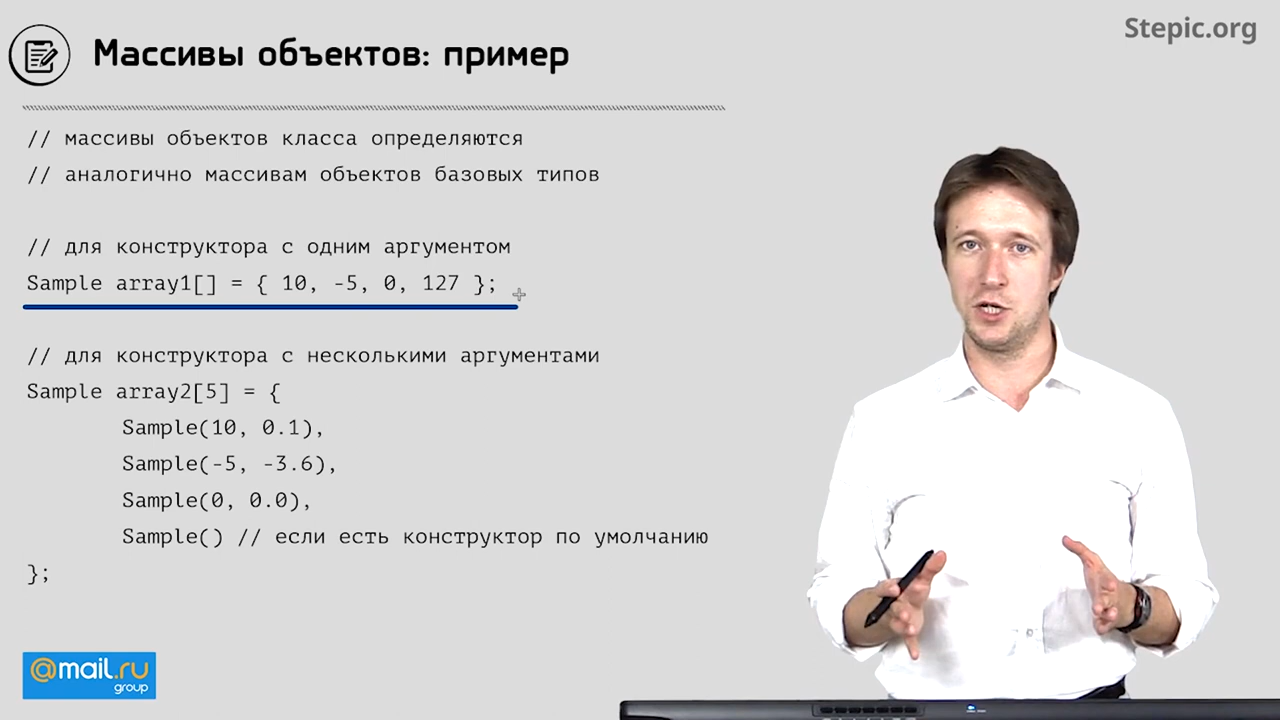 Stepic.org
Массивы объектов: пример
// массивы объектов класса определяются
// аналогично массивам объектов базовых типов
// для конструктора с одним аргументом
Sample array1[] = { 10, -5, 0, 127 };
// для конструктора с несколькими аргументами
Sample array2[5] = {
Sample(10, 0.1),
Sample(-5, -3.6),
Sample(0, 0.0),
Sample() // если есть конструктор по умолчанию
};
@mail.ru
group